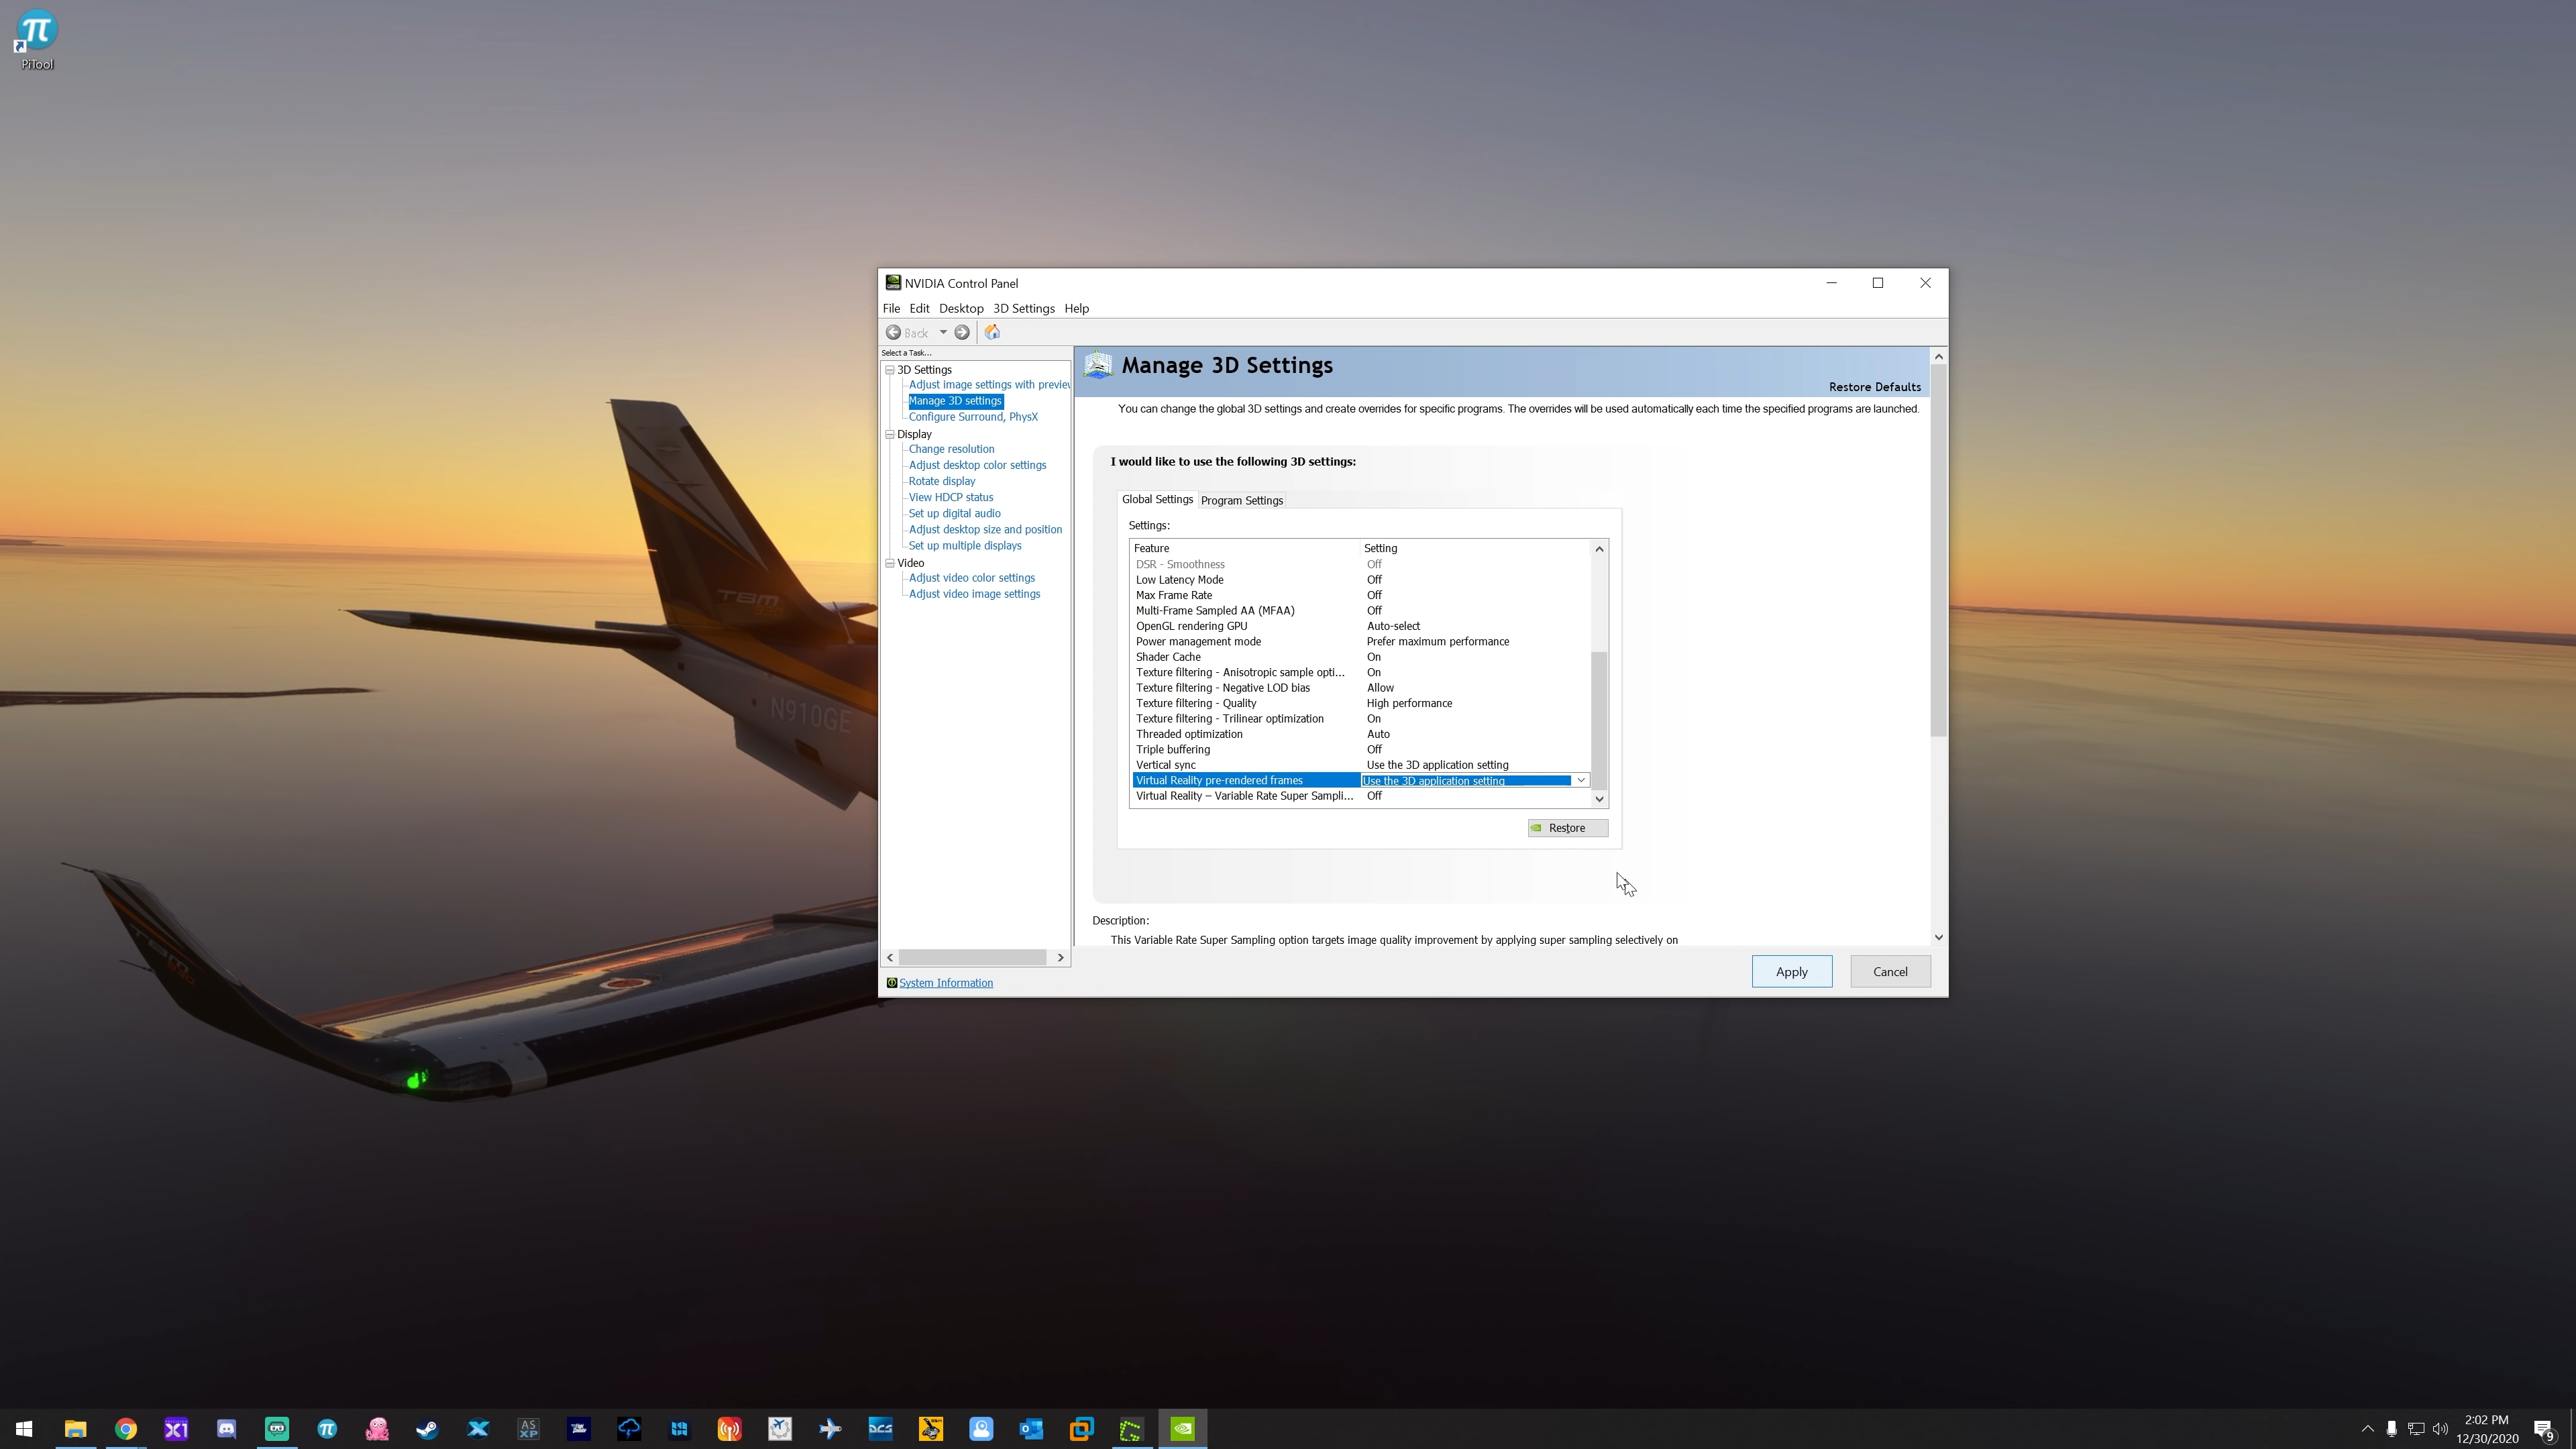 PiTool
NVIDIA Control Panel
File Edit Desktop 3D Settings Help
Back
Select a Task...
3D Settings
Adjust image settings with preview
Manage 3D settings
Configure Surround, PhysX
Display
Change resolution
Adjust desktop color settings
Rotate display
View HDCP status
Set up digital audio
Adjust desktop size and position
Set up multiple displays
Video
Adjust video color settings
Adjust video image settings
System Information
Manage 3D Settings
Restore Defaults
You can change the global 3D settings and create overrides for specific programs. The overrides will be used automatically each time the specified programs are launched.
I would like to use the following 3D settings:
Global Settings Program Settings
Settings:
Feature Setting
DSR - Smoothness Off
Low Latency Mode Off
Max Frame Rate Off
Multi-Frame Sampled AA (MFAA) Off
OpenGL rendering GPU Auto-select
Power management mode Prefer maximum performance
Shader Cache On
Texture filtering - Anisotropic sample opti... On
Texture filtering - Negative LOD bias Allow
Texture filtering - Quality High performance
Texture filtering - Trilinear optimization On
Threaded optimization Auto
Triple buffering Off
Vertical sync Use the 3D application setting
Virtual Reality pre-rendered frames Use the 3D application setting
Virtual Reality – Variable Rate Super Sampli... Off
Restore
Description:
This Variable Rate Super Sampling option targets image quality improvement by applying super sampling selectively on
Apply Cancel
TBM
N910GE
TBM
X1
AS
XP
DCS
2:02 PM
12/30/2020
9